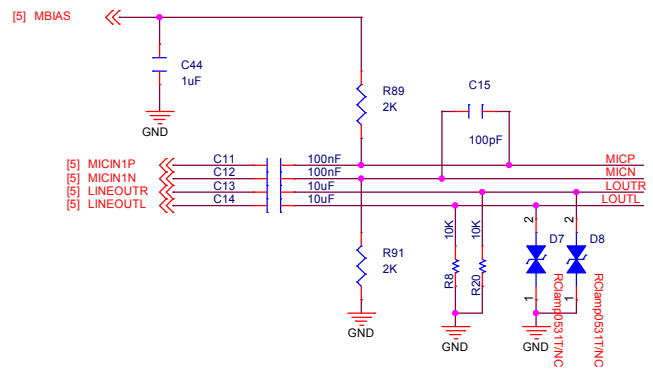 [5] MBIAS
C44
1uF
GND
R89
2K
C15
100pF
[5] MICIN1P
C11
100nF
MICP
[5] MICIN1N
C12
100nF
MICN
[5] LINEOUTR
C13
10uF
LOUTR
[5] LINEOUTL
C14
10uF
LOUTL
R91
2K
GND
10K
R8
10K
R20
GND
2
D7
1
RClamp0531T/NC
2
D8
1
RClamp0531T/NC
GND